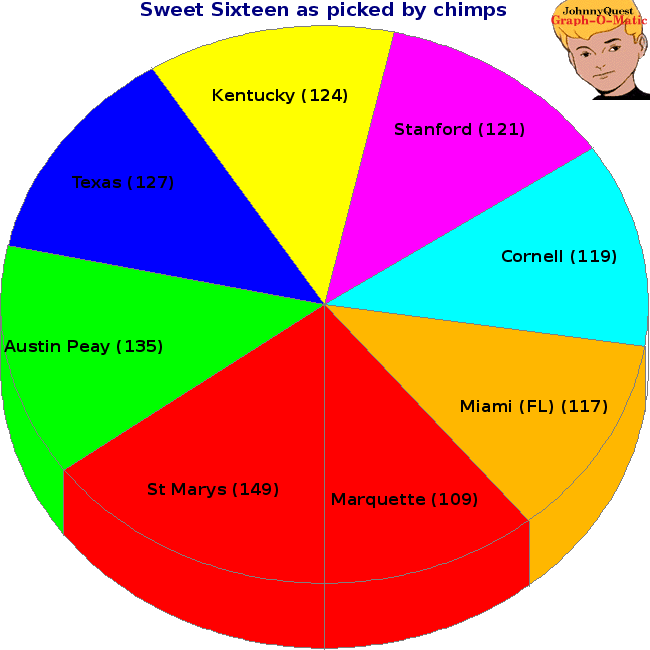 Sweet Sixteen as picked by chimps
JohnnyQuest
Graph-O-Matic
Kentucky (124)
Stanford (121)
Texas (127)
Cornell (119)
Austin Peay (135)
Miami (FL) (117)
St Marys (149)
Marquette (109)